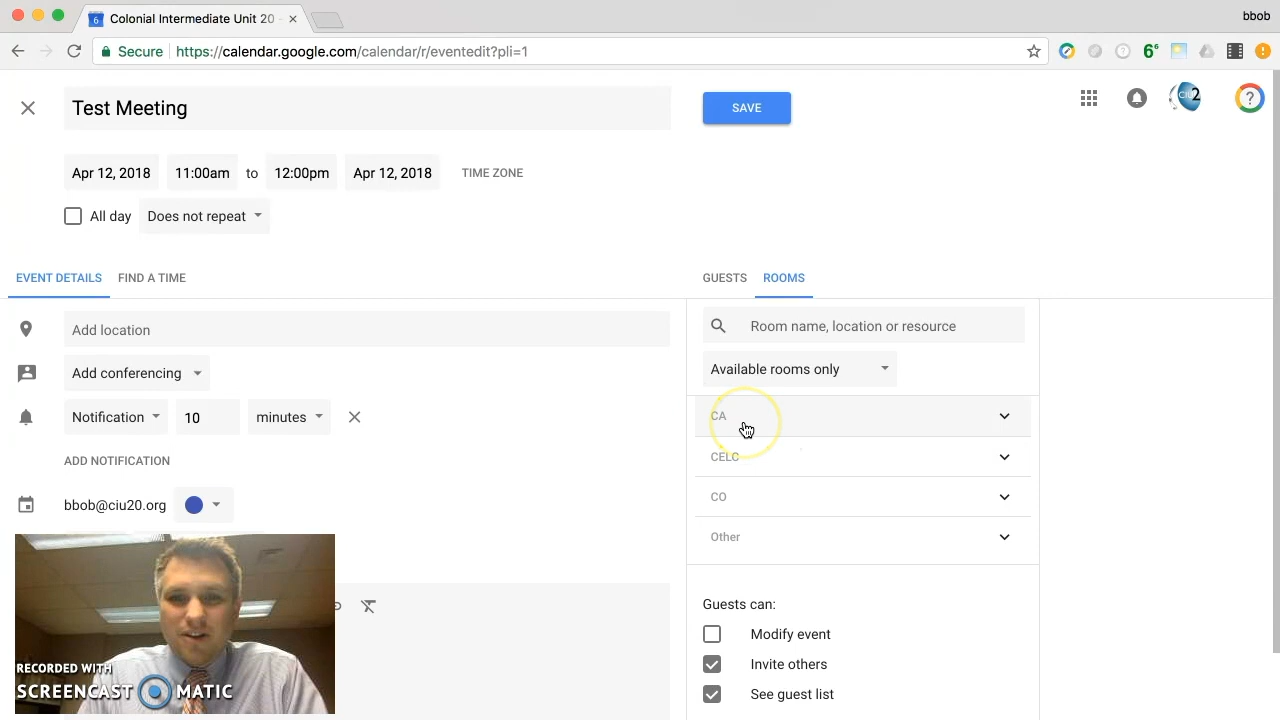 Colonial Intermediate Unit 20 -
bbob
Secure https://calendar.google.com/calendar/r/eventedit?pli=1
Test Meeting
SAVE
Apr 12, 2018 11:00am to 12:00pm Apr 12, 2018 TIME ZONE
All day Does not repeat
EVENT DETAILS FIND A TIME
GUESTS ROOMS
Add location
Room name, location or resource
Add conferencing
Available rooms only
Notification 10 minutes
CA
ADD NOTIFICATION
CELC
CO
bbob@ciu20.org
Other
Guests can:
Modify event
Invite others
See guest list
RECORDED WITH
SCREENCAST MATIC